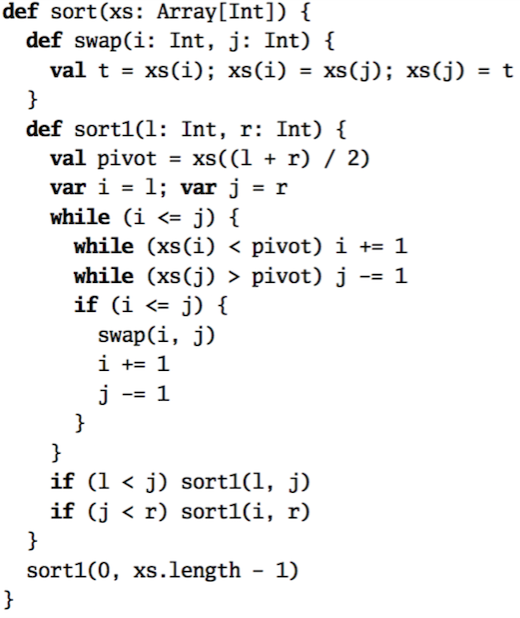 def sort(xs: Array[Int]) {
  def swap(i: Int, j: Int) {
    val t = xs(i); xs(i) = xs(j); xs(j) = t
  }
  def sort1(l: Int, r: Int) {
    val pivot = xs((l + r) / 2)
    var i = l; var j = r
    while (i <= j) {
      while (xs(i) < pivot) i += 1
      while (xs(j) > pivot) j -= 1
      if (i <= j) {
        swap(i, j)
        i += 1
        j -= 1
      }
    }
    if (l < j) sort1(l, j)
    if (j < r) sort1(i, r)
  }
  sort1(0, xs.length - 1)
}